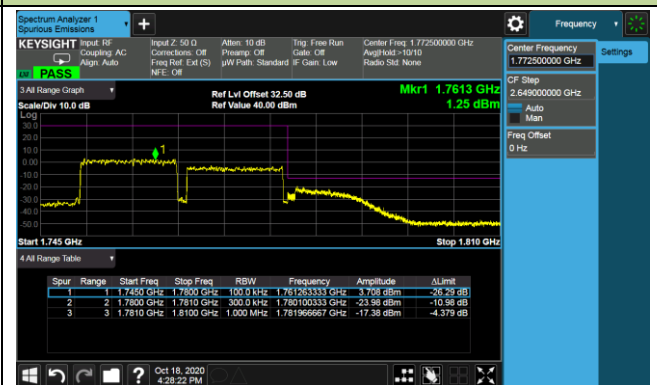 Spectrum Analyzer 1
Spurious Emissions
+
Frequency
KEYSIGHT
Input: RF
Coupling: AC
Align: Auto
Input Z: 50 Ω
Corrections: Off
Freq Ref: Ext (S)
NFE: Off
Atten: 10 dB
Preamp: Off
µW Path: Standard
Trig: Free Run
Gate: Off
IF Gain: Low
Center Freq: 1.772500000 GHz
Avg|Hold:>10/10
Radio Std: None
PASS
Center Frequency
1.772500000 GHz
Settings
CF Step
2.649000000 GHz
Auto
Man
Freq Offset
0 Hz
3 All Range Graph
Scale/Div 10.0 dB
Ref Lvl Offset 32.50 dB
Ref Value 40.00 dBm
Mkr1 1.7613 GHz
1.25 dBm
Log
30.0
20.0
10.0
0.00
-10.0
-20.0
-30.0
-40.0
-50.0
1
Start 1.745 GHz
Stop 1.810 GHz
4 All Range Table
Spur Range Start Freq Stop Freq RBW Frequency Amplitude ΔLimit
1 1 1.7450 GHz 1.7800 GHz 100.0 kHz 1.761263333 GHz 3.708 dBm -26.29 dB
2 2 1.7800 GHz 1.7810 GHz 300.0 kHz 1.780100333 GHz -23.98 dBm -10.98 dB
3 3 1.7810 GHz 1.8100 GHz 1.000 MHz 1.781966667 GHz -17.38 dBm -4.379 dB
?
Oct 18, 2020
4:28:22 PM